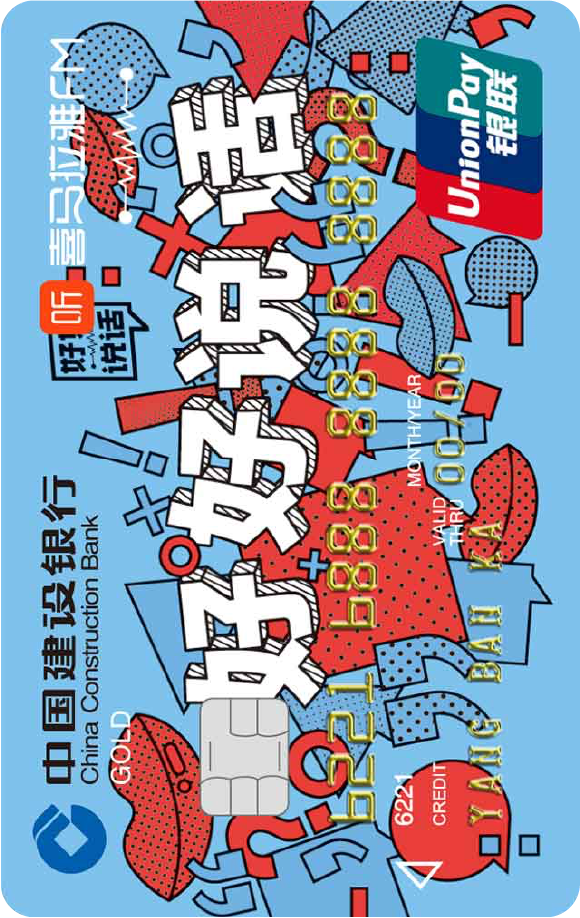 中国建设银行
China Construction Bank
GOLD
听 喜马拉雅FM
好
说话
好好说话
6221 6888 8888 8888
6221
CREDIT
MONTH/YEAR
VALID
THRU
00/00
YANG BAN KA
UnionPay
银联